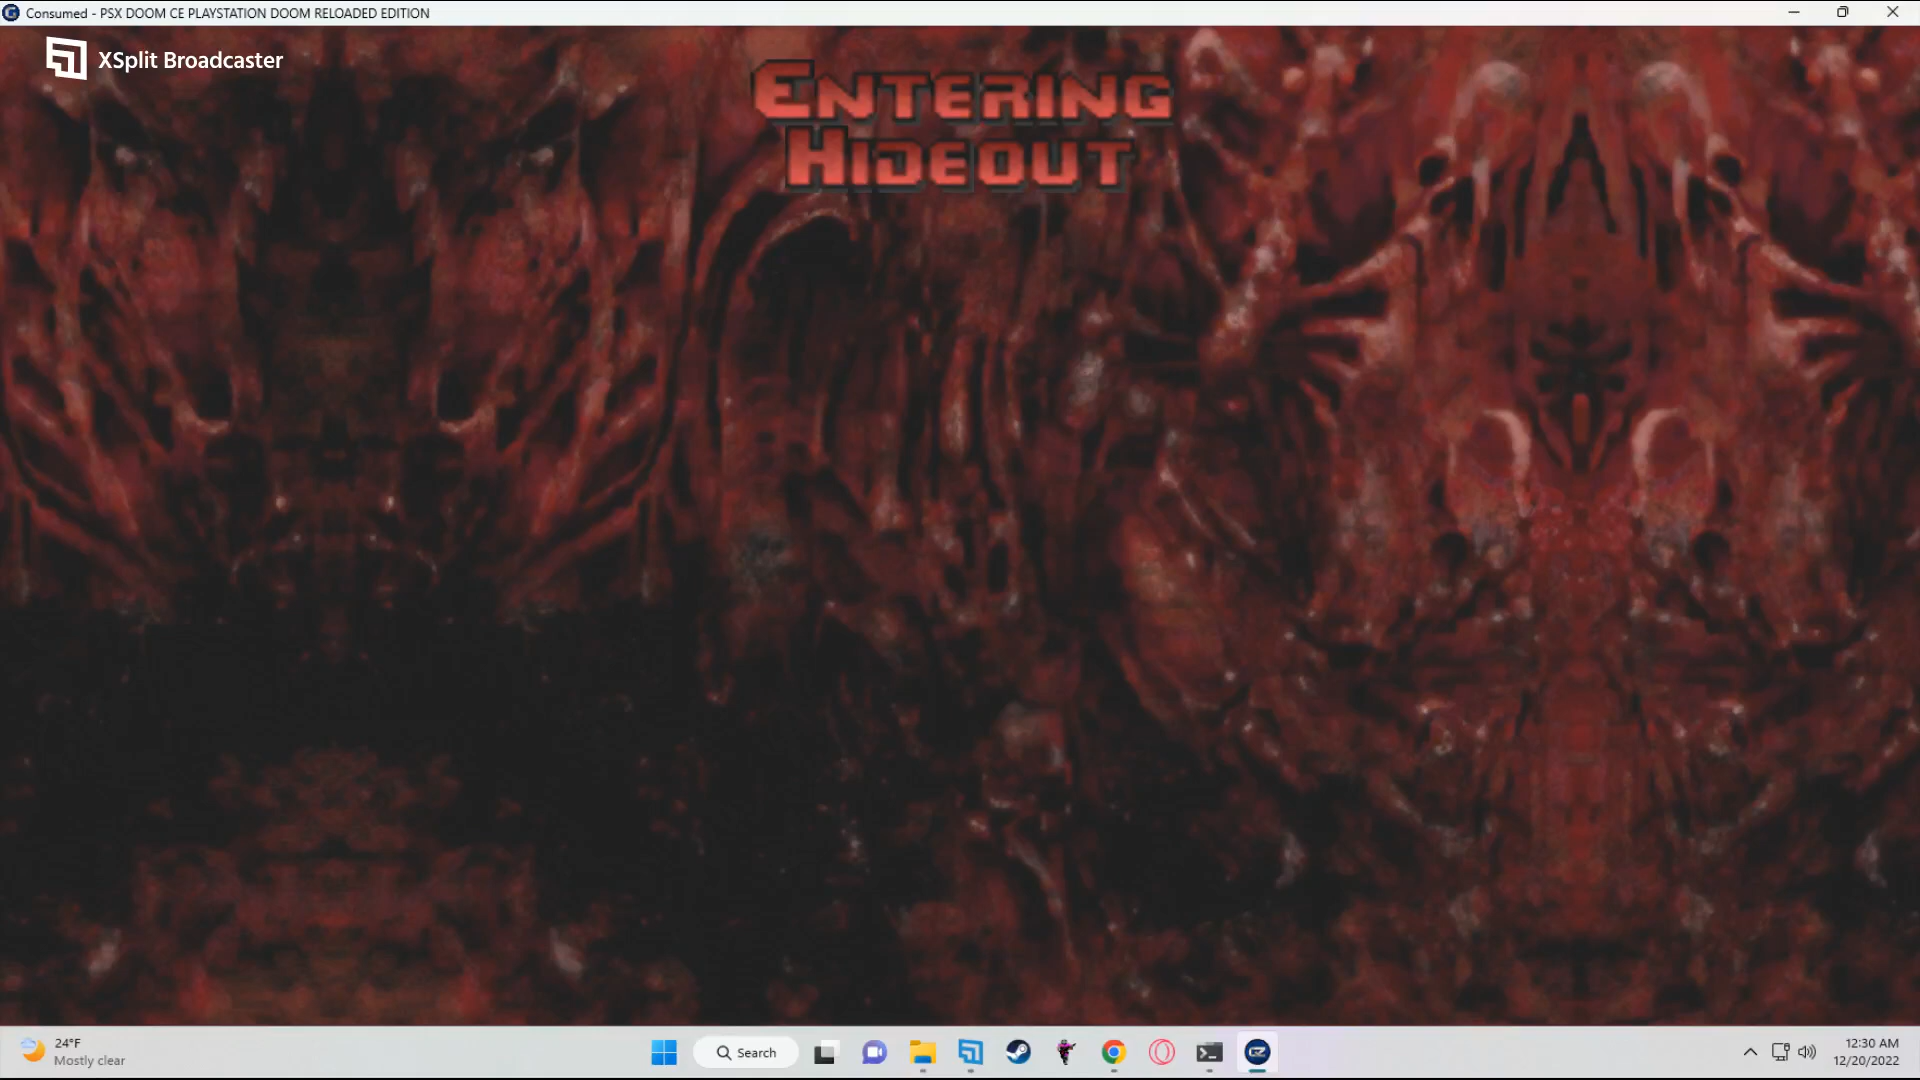 Consumed - PSX DOOM CE PLAYSTATION DOOM RELOADED EDITION
XSplit Broadcaster
ENTERING
HIDEOUT
24°F
Mostly clear
Search
12:30 AM
12/20/2022